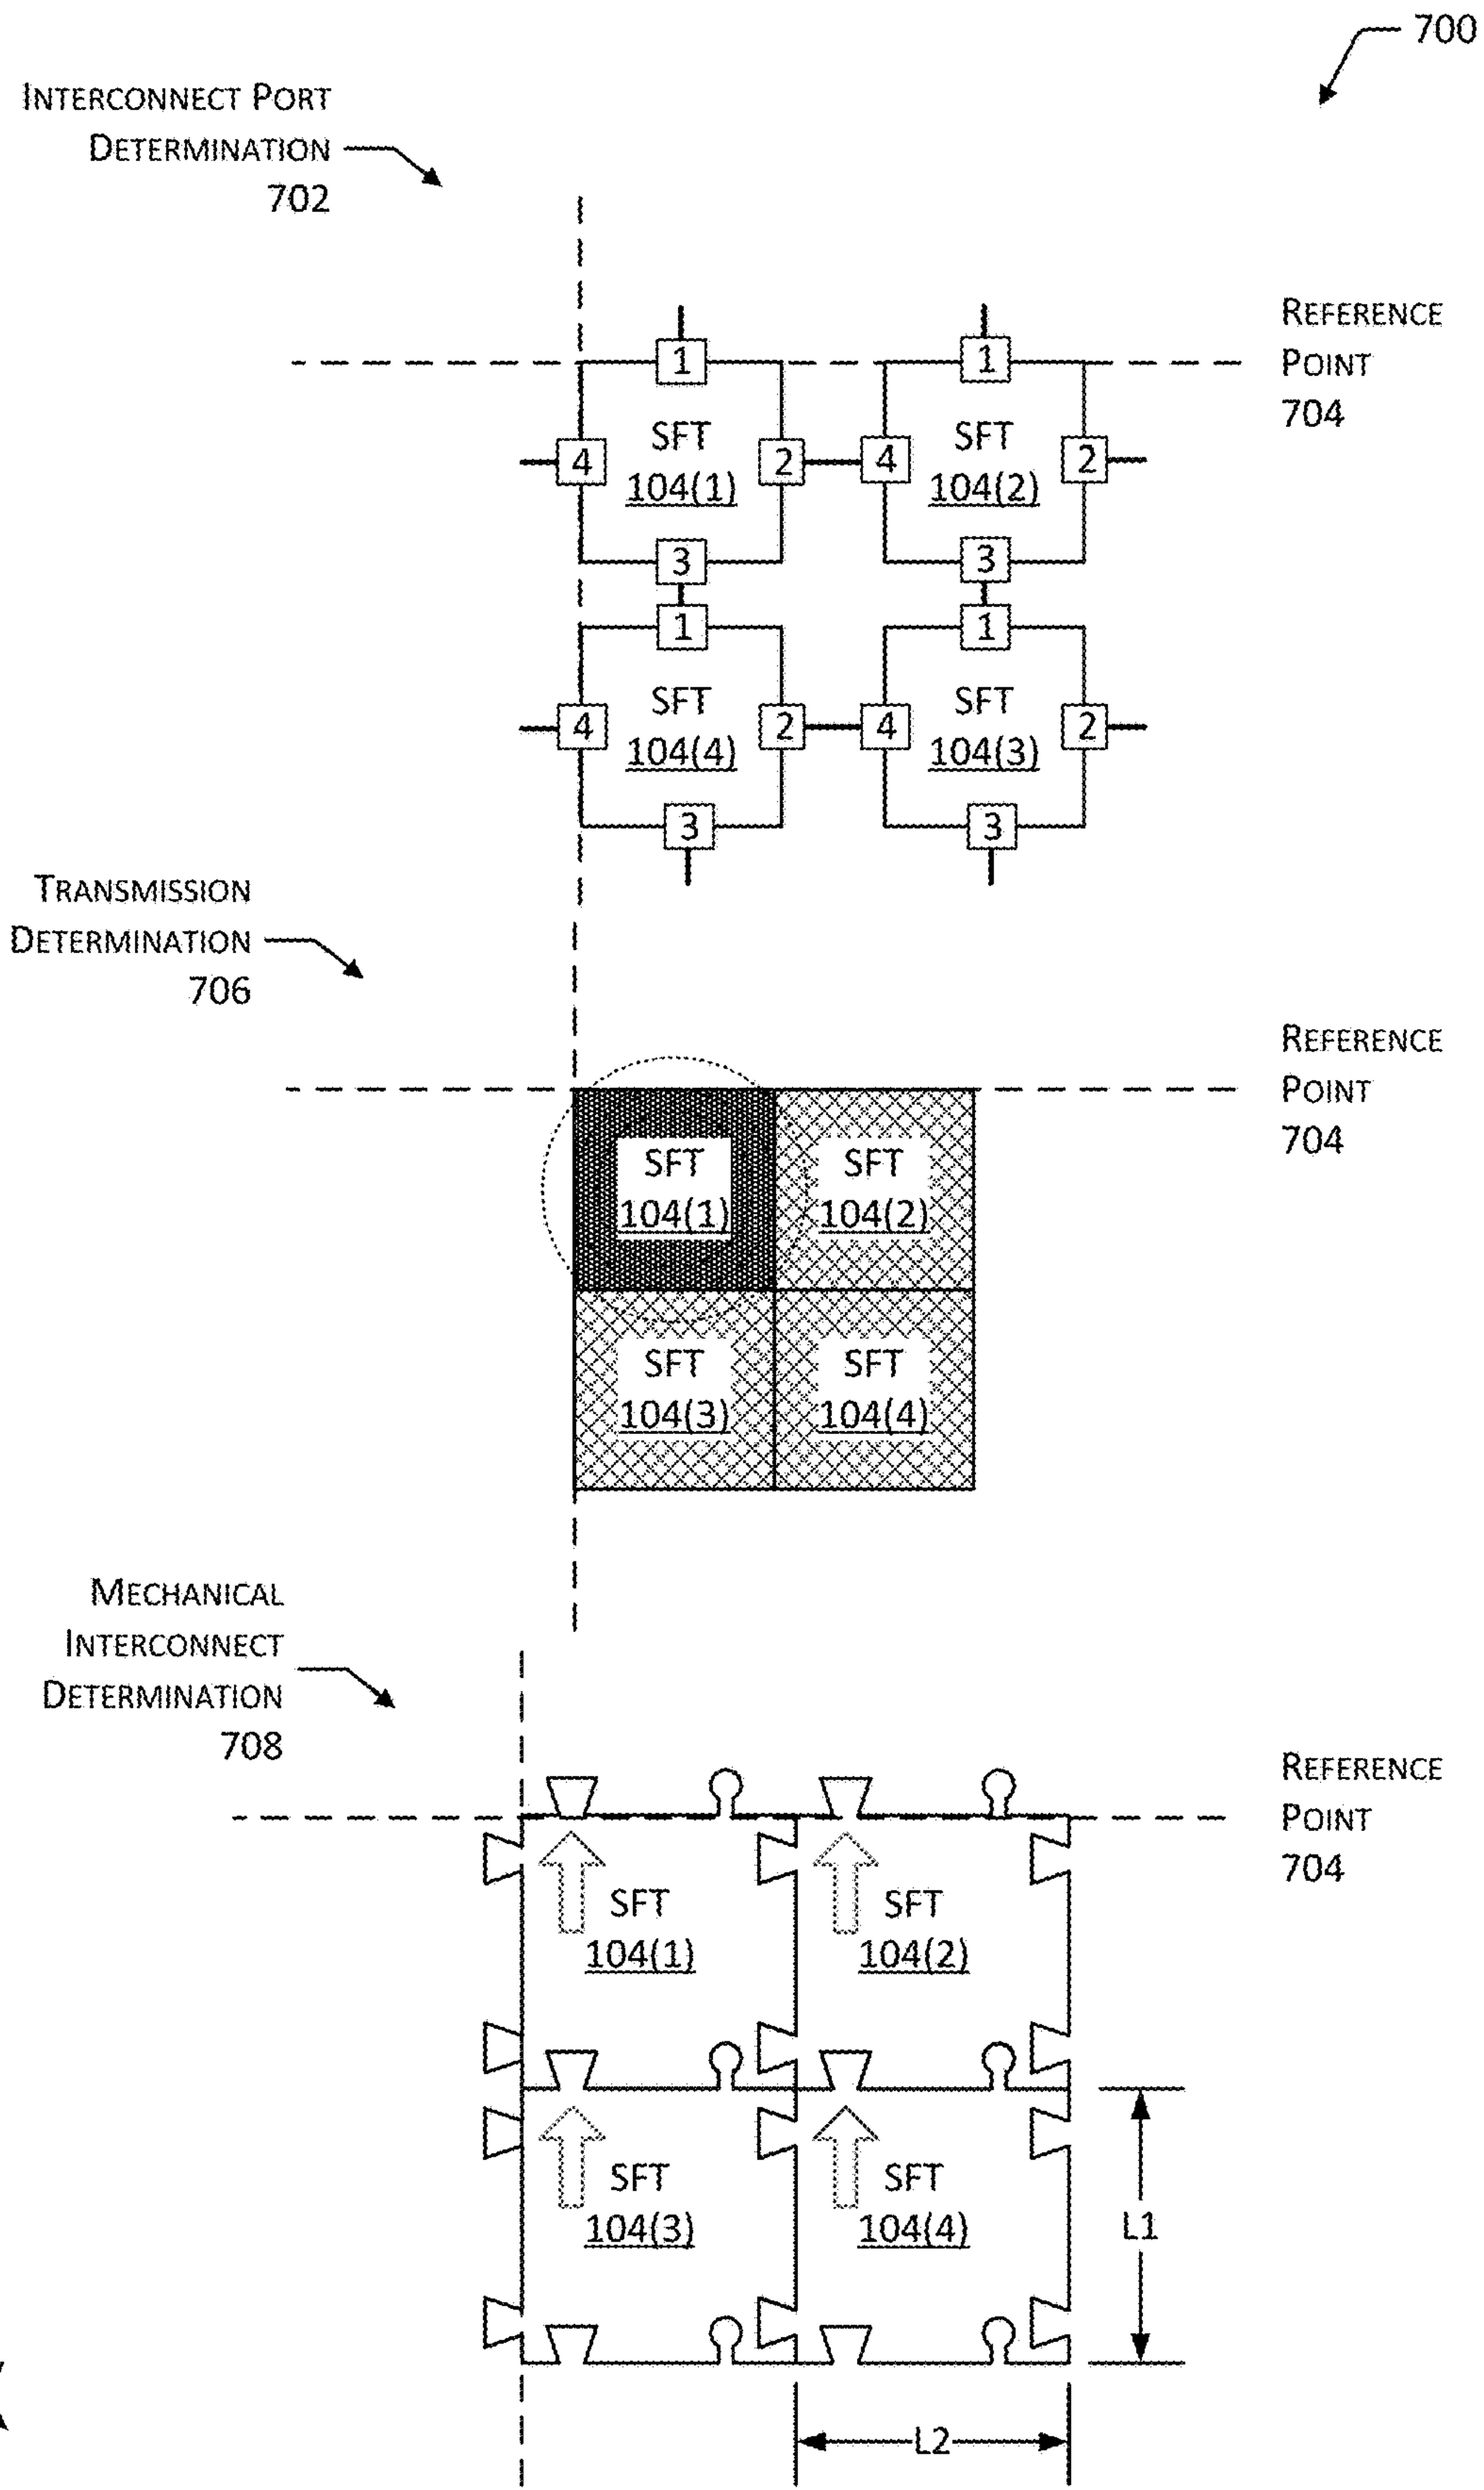 700
INTERCONNECT PORT
DETERMINATION
702
REFERENCE
POINT
704
1
1
SFT
104(1)
SFT
104(2)
4
2
4
2
3
3
1
1
SFT
104(4)
SFT
104(3)
4
2
4
2
3
3
TRANSMISSION
DETERMINATION
706
REFERENCE
POINT
704
SFT
104(1)
SFT
104(2)
SFT
104(3)
SFT
104(4)
MECHANICAL
INTERCONNECT
DETERMINATION
708
REFERENCE
POINT
704
SFT
104(1)
SFT
104(2)
SFT
104(3)
SFT
104(4)
L1
L2